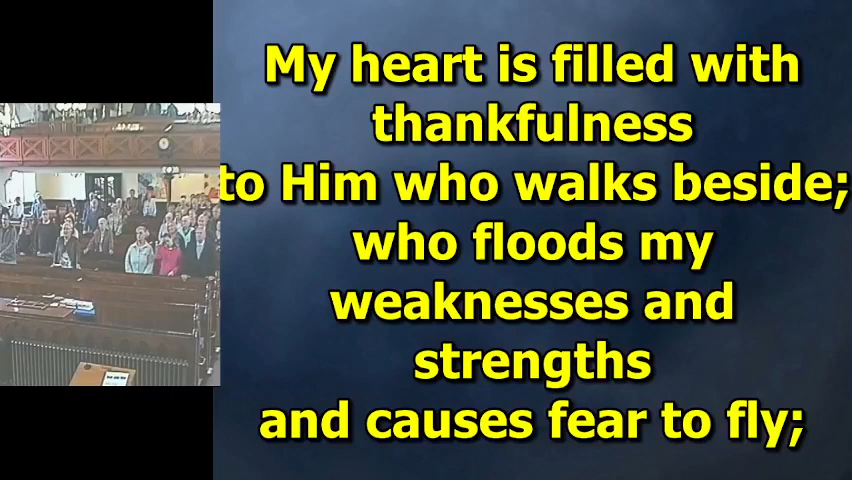 My heart is filled with
thankfulness
to Him who walks beside;
who floods my
weaknesses and
strengths
and causes fear to fly;